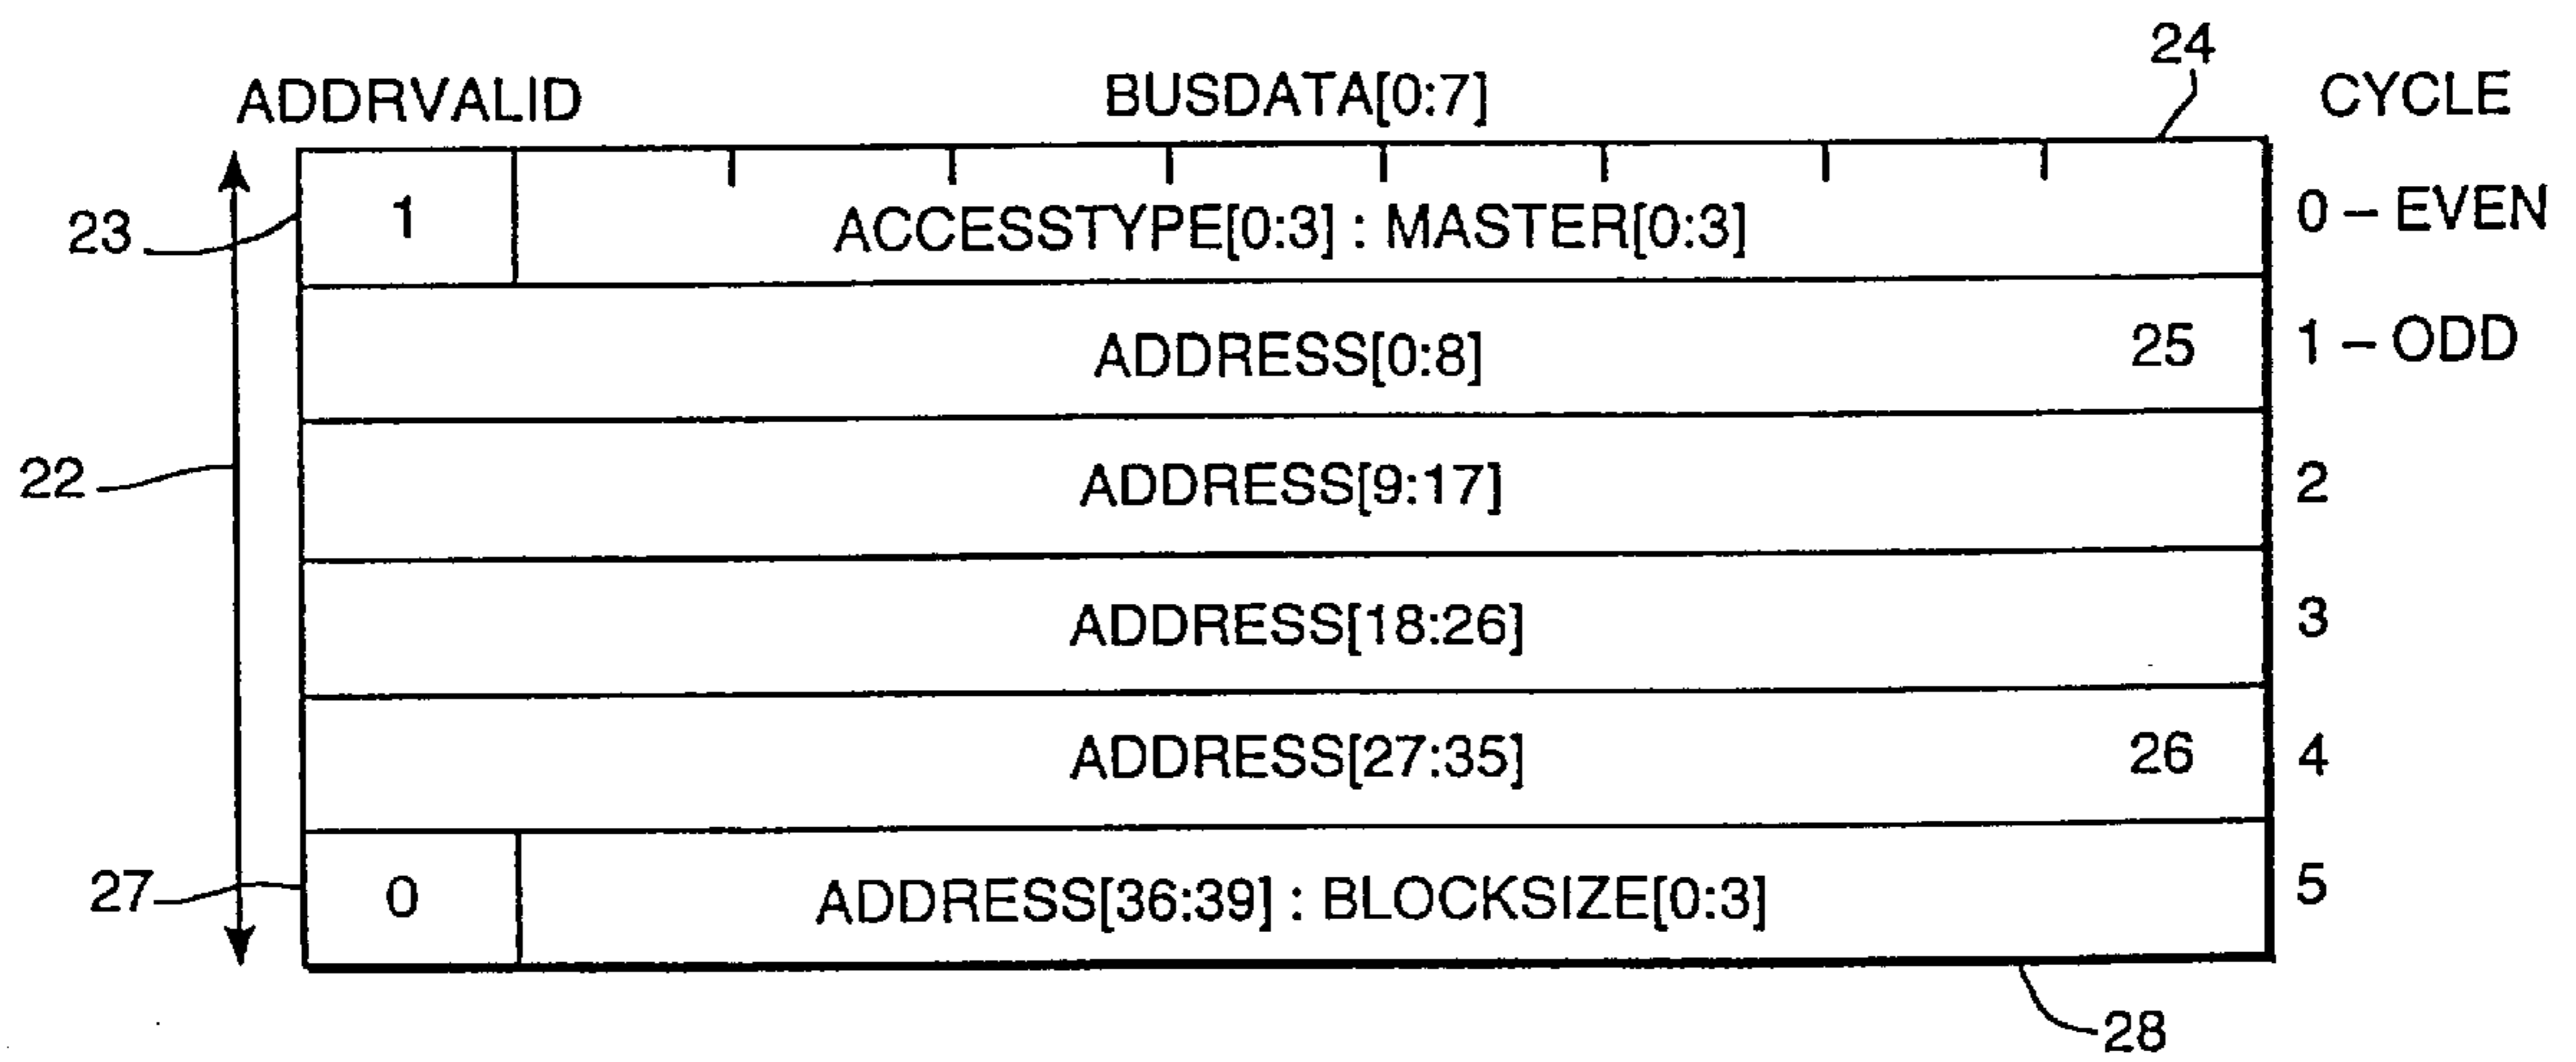 24
ADDRVALID BUSDATA[0:7] CYCLE
23 1 ACCESSTYPE[0:3] : MASTER[0:3] 0 – EVEN
ADDRESS[0:8] 25 1 – ODD
22 ADDRESS[9:17] 2
ADDRESS[18:26] 3
ADDRESS[27:35] 26 4
27 0 ADDRESS[36:39] : BLOCKSIZE[0:3] 5
28